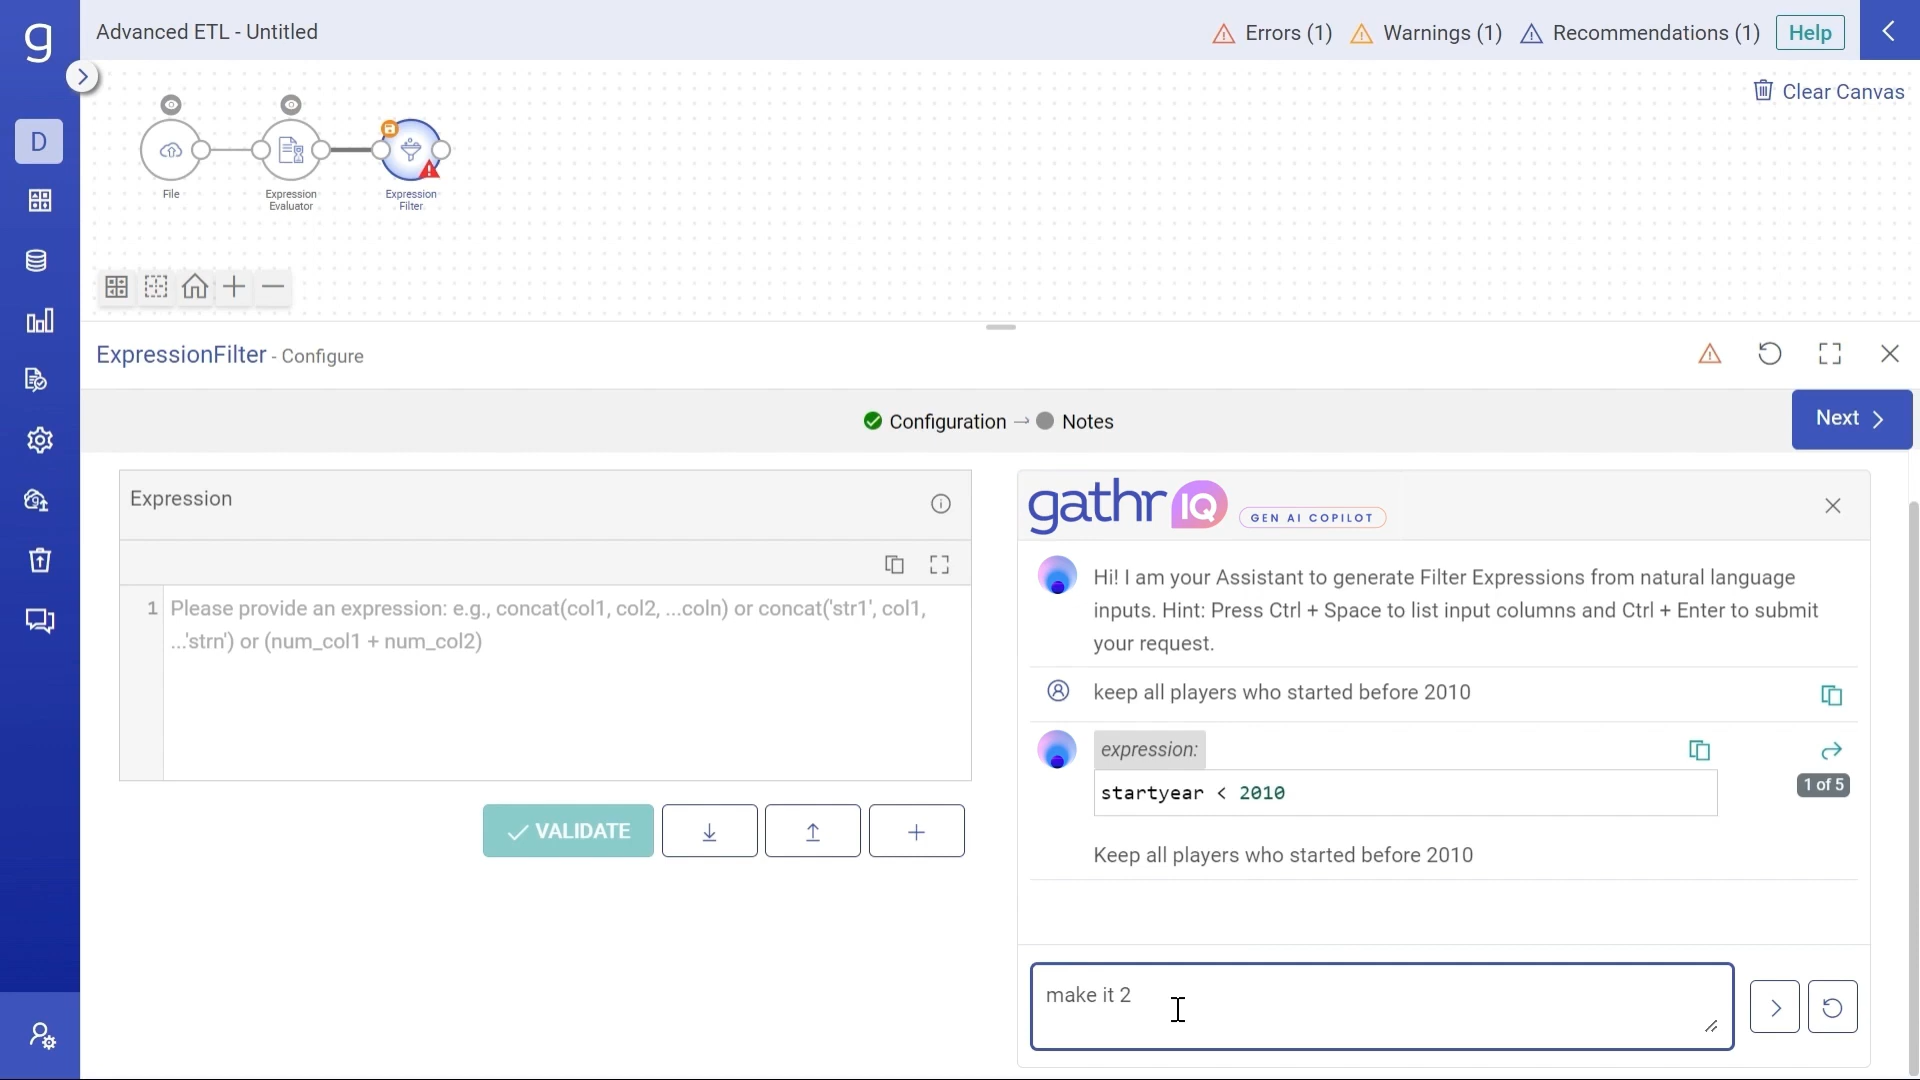 g
Advanced ETL - Untitled
Errors (1)
Warnings (1)
Recommendations (1)
Help
D
Clear Canvas
File
Expression
Evaluator
Expression
Filter
ExpressionFilter - Configure
Configuration → Notes
Next
Expression
1 Please provide an expression: e.g., concat(col1, col2, ...coln) or concat('str1', col1,
...'strn') or (num_col1 + num_col2)
VALIDATE
gathr IQ GEN AI COPILOT
Hi! I am your Assistant to generate Filter Expressions from natural language
inputs. Hint: Press Ctrl + Space to list input columns and Ctrl + Enter to submit
your request.
keep all players who started before 2010
expression:
startyear < 2010
1 of 5
Keep all players who started before 2010
make it 2